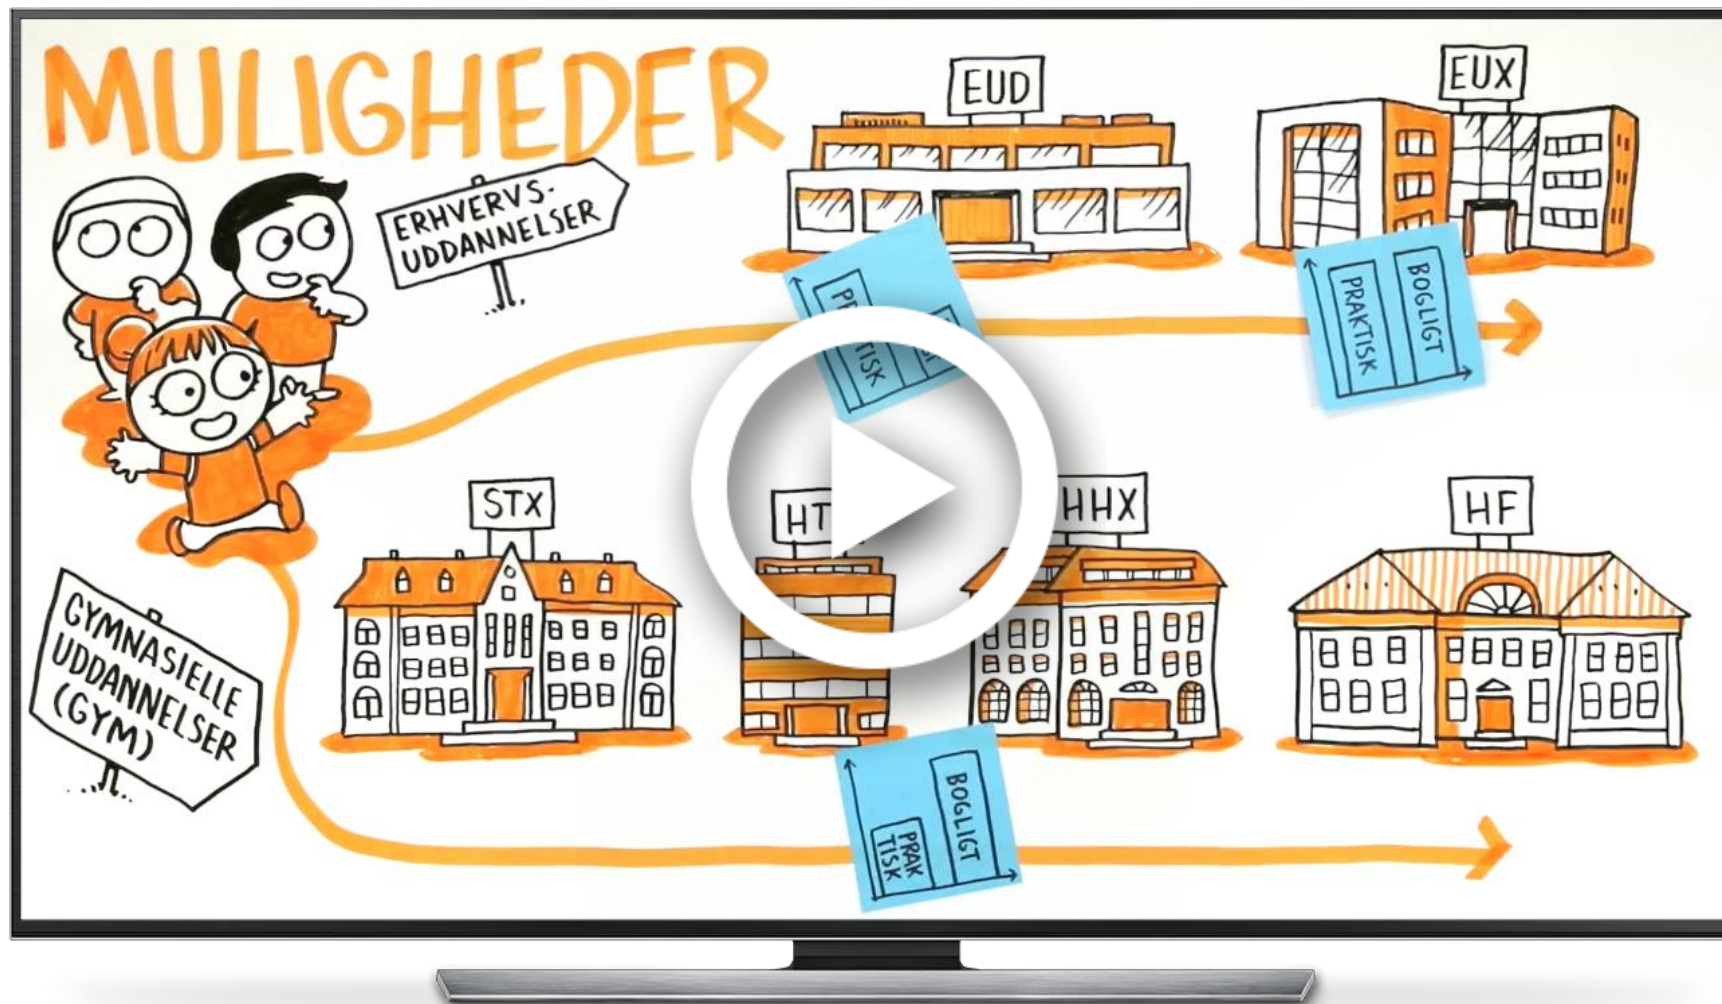 MULIGHEDER
ERHVERVS-
UDDANNELSER
EUD
EUX
PRAKTISK
BOGLIGT
STX
HHX
HF
GYMNASIELLE
UDDANNELSER
(GYM)
PRAK
TISK
BOGLIGT